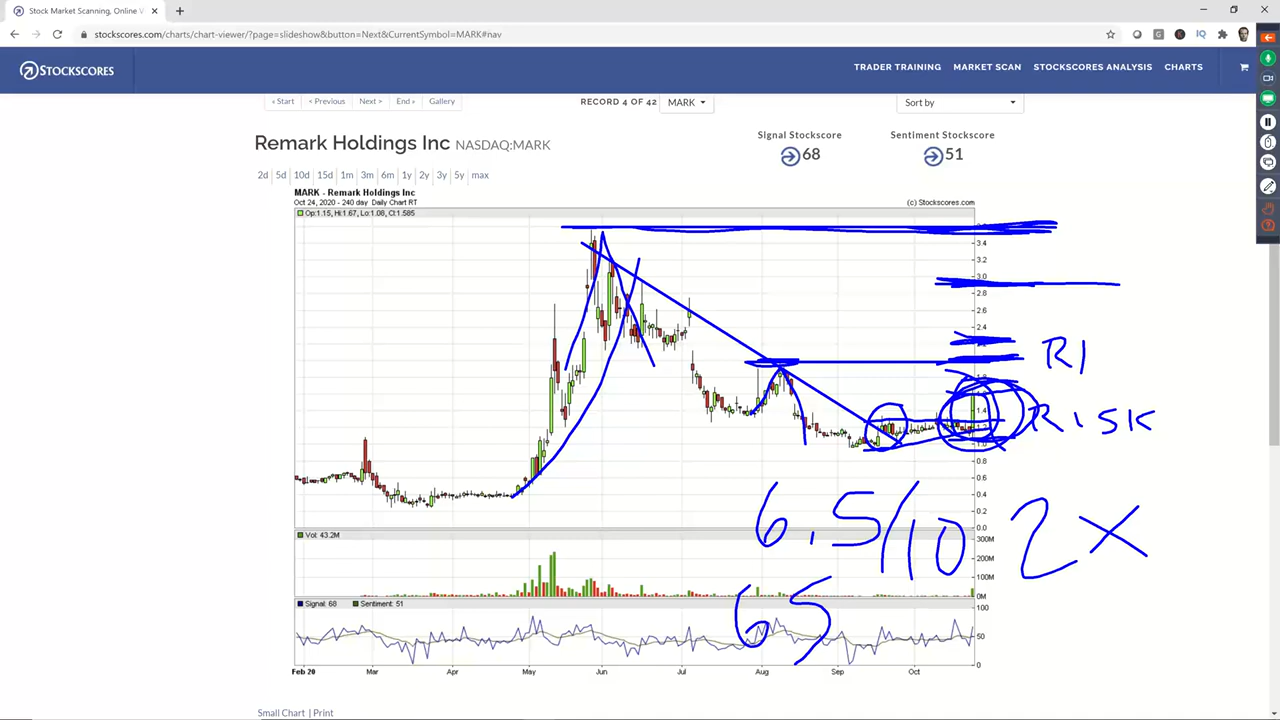 Stock Market Scanning, Online V
stockscores.com/charts/chart-viewer/?page=slideshow&button=Next&CurrentSymbol=MARK#nav
STOCKSCORES
TRADER TRAINING MARKET SCAN STOCKSCORES ANALYSIS CHARTS
< Start < Previous Next > End > Gallery RECORD 4 OF 42 MARK Sort by
Remark Holdings Inc NASDAQ:MARK
Signal Stockscore Sentiment Stockscore
68 51
2d 5d 10d 15d 1m 3m 6m 1y 2y 3y 5y max
MARK - Remark Holdings Inc
Oct 24, 2020 - 240 day Daily Chart RT (c) Stockscores.com
Op:1.15, Hi:1.67, Lo:1.08, Cl:1.585
3.4
3.2
3.0
2.8
2.6
2.4
R1
1.4
RISK
1.2
1.0
0.8
0.6
0.4
0.2
0.0
6.5/10 2X
Vol: 43.2M
300M
200M
100M
0M
65
Signal: 68 Sentiment: 51
100
50
0
Feb 20 Mar Apr May Jun Jul Aug Sep Oct
Small Chart | Print